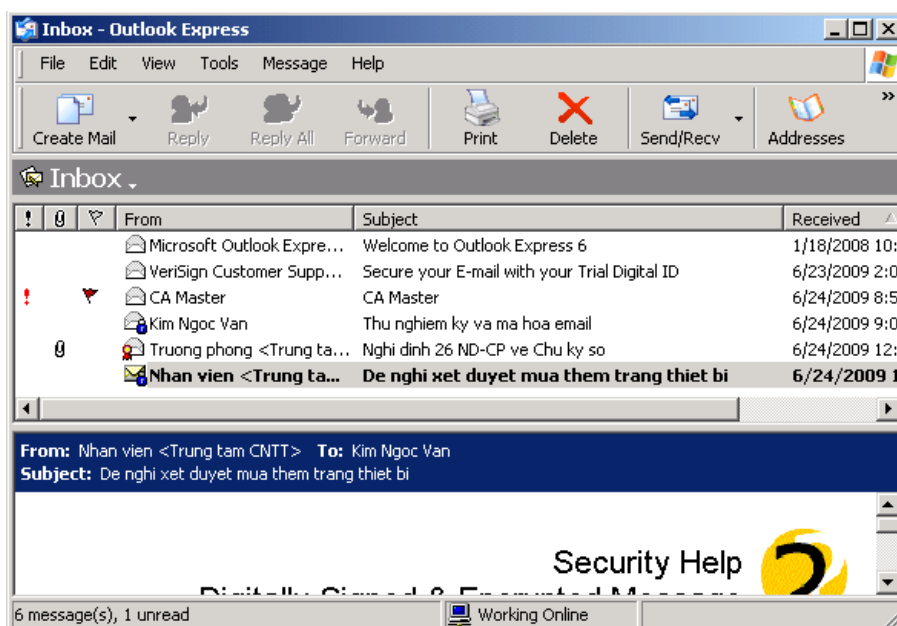 Inbox - Outlook Express
File Edit View Tools Message Help
Create Mail Reply Reply All Forward Print Delete Send/Recv Addresses »
Inbox
! From Subject Received
Microsoft Outlook Expre... Welcome to Outlook Express 6 1/18/2008 10:
VeriSign Customer Supp... Secure your E-mail with your Trial Digital ID 6/23/2009 2:0
! CA Master CA Master 6/24/2009 8:5
Kim Ngoc Van Thu nghiem ky va ma hoa email 6/24/2009 9:0
Truong phong <Trung ta... Nghi dinh 26 ND-CP ve Chu ky so 6/24/2009 12:
Nhan vien <Trung ta... De nghi xet duyet mua them trang thiet bi 6/24/2009 1
From: Nhan vien <Trung tam CNTT> To: Kim Ngoc Van
Subject: De nghi xet duyet mua them trang thiet bi
Security Help
Digitally Signed & Encrypted Message
6 message(s), 1 unread Working Online